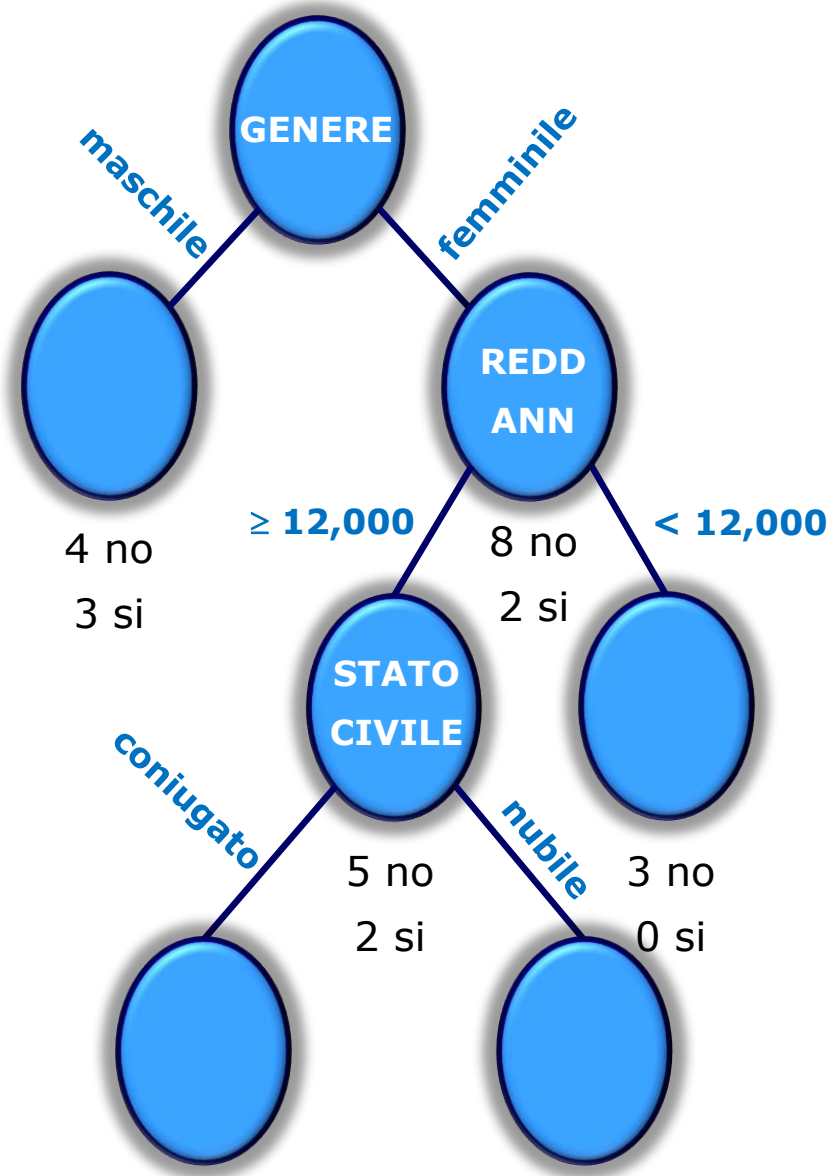 GENERE
maschile
femminile
REDD
ANN
4 no
3 si
≥ 12,000
8 no
2 si
< 12,000
STATO
CIVILE
coniugato
nubile
5 no
2 si
3 no
0 si